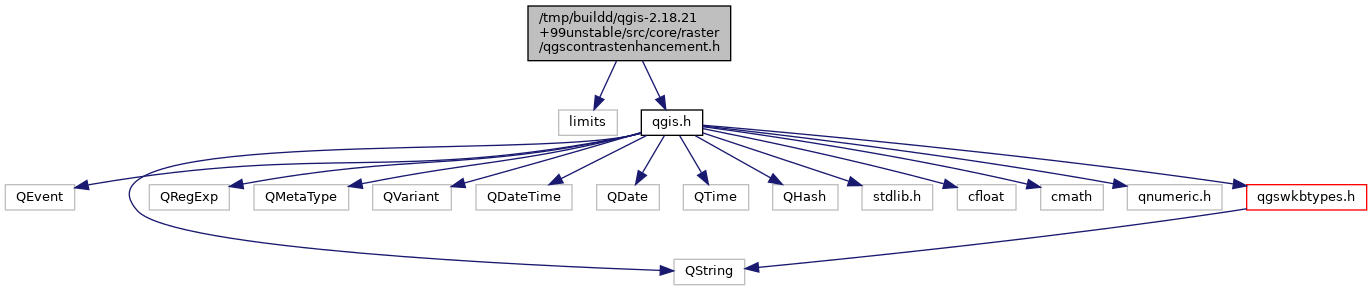 /tmp/buildd/qgis-2.18.21
+99unstable/src/core/raster
/qgscontrastenhancement.h
limits
qgis.h
QEvent
QRegExp
QMetaType
QVariant
QDateTime
QDate
QTime
QHash
stdlib.h
cfloat
cmath
qnumeric.h
qgswkbtypes.h
QString